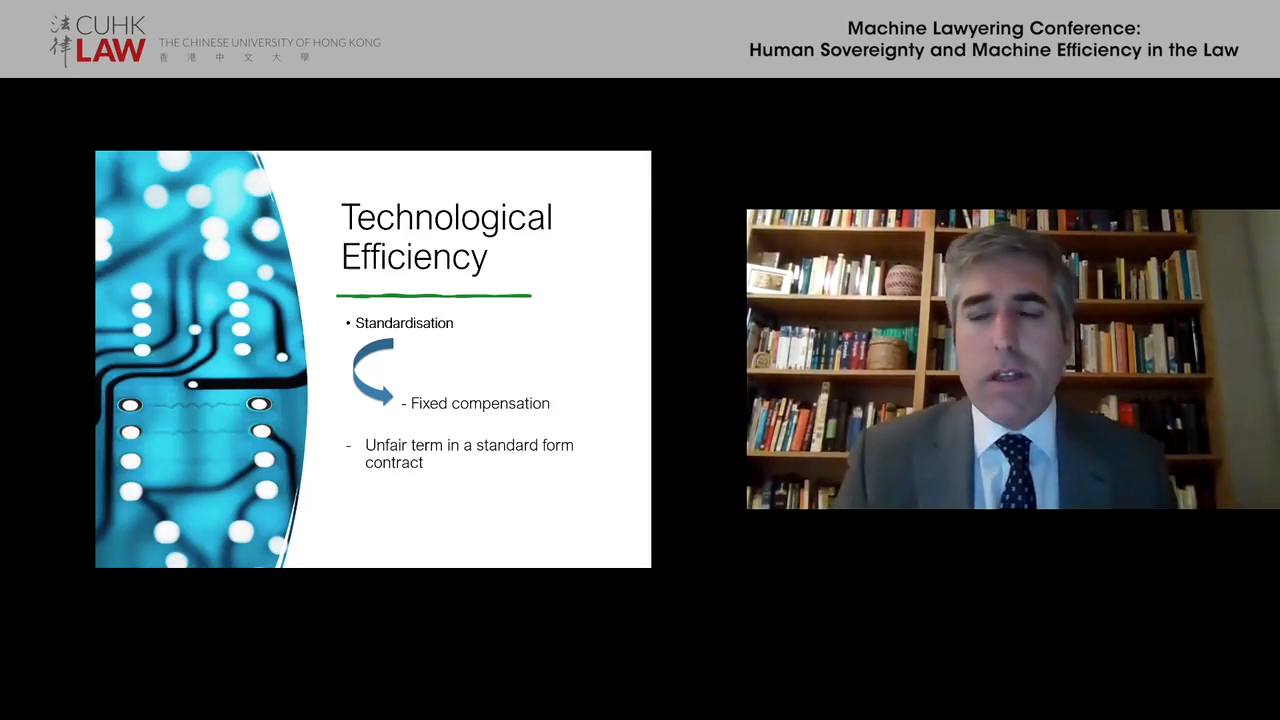 法律
CUHK
LAW
THE CHINESE UNIVERSITY OF HONG KONG
香港中文大學
Machine Lawyering Conference:
Human Sovereignty and Machine Efficiency in the Law
Technological
Efficiency
• Standardisation
- Fixed compensation
- Unfair term in a standard form
contract